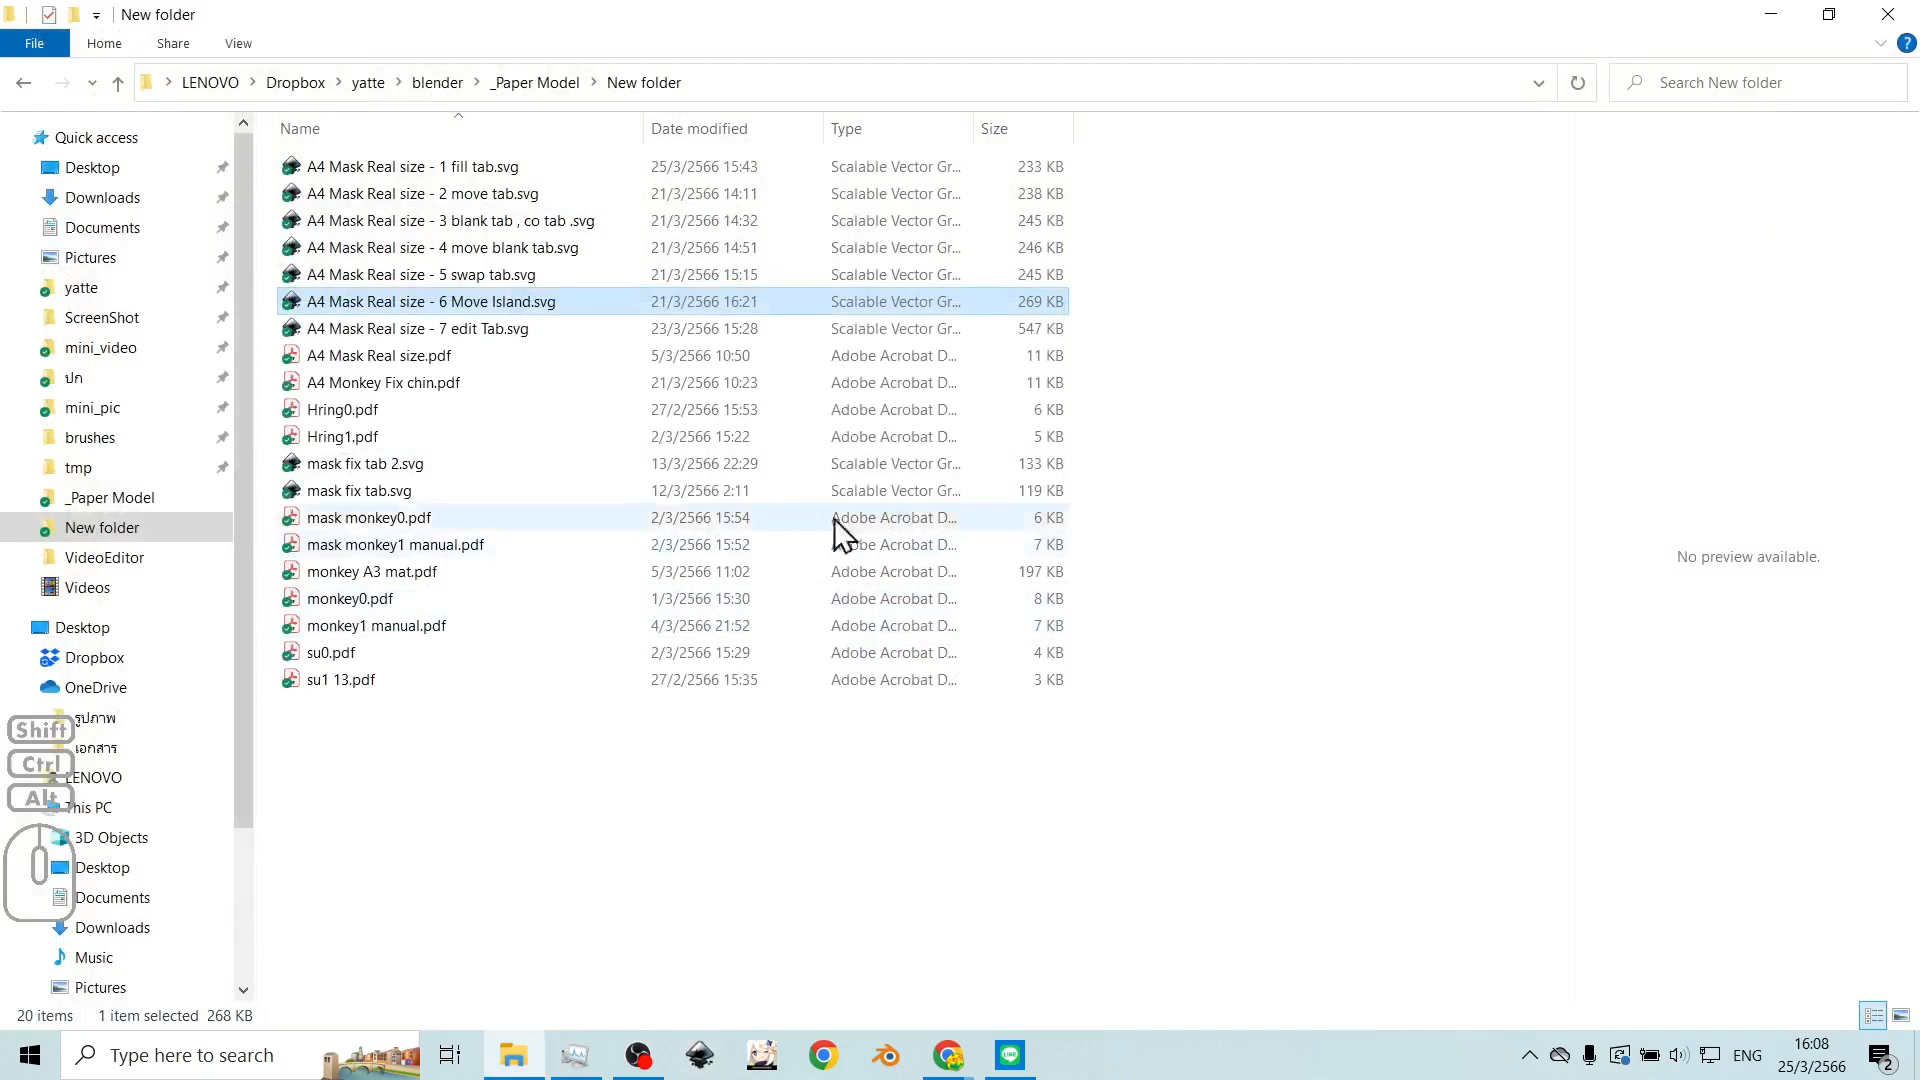 New folder
File Home Share View
LENOVO Dropbox yatte blender _Paper Model New folder
Search New folder
Name Date modified Type Size
Quick access
Desktop
Downloads
Documents
Pictures
yatte
ScreenShot
mini_video
ปก
mini_pic
brushes
tmp
_Paper Model
New folder
VideoEditor
Videos
Desktop
Dropbox
OneDrive
รูปภาพ
เอกสาร
LENOVO
This PC
3D Objects
Desktop
Documents
Downloads
Music
Pictures
Shift
Ctrl
Alt
A4 Mask Real size - 1 fill tab.svg 25/3/2566 15:43 Scalable Vector Gr... 233 KB
A4 Mask Real size - 2 move tab.svg 21/3/2566 14:11 Scalable Vector Gr... 238 KB
A4 Mask Real size - 3 blank tab , co tab .svg 21/3/2566 14:32 Scalable Vector Gr... 245 KB
A4 Mask Real size - 4 move blank tab.svg 21/3/2566 14:51 Scalable Vector Gr... 246 KB
A4 Mask Real size - 5 swap tab.svg 21/3/2566 15:15 Scalable Vector Gr... 245 KB
A4 Mask Real size - 6 Move Island.svg 21/3/2566 16:21 Scalable Vector Gr... 269 KB
A4 Mask Real size - 7 edit Tab.svg 23/3/2566 15:28 Scalable Vector Gr... 547 KB
A4 Mask Real size.pdf 5/3/2566 10:50 Adobe Acrobat D... 11 KB
A4 Monkey Fix chin.pdf 21/3/2566 10:23 Adobe Acrobat D... 11 KB
Hring0.pdf 27/2/2566 15:53 Adobe Acrobat D... 6 KB
Hring1.pdf 2/3/2566 15:22 Adobe Acrobat D... 5 KB
mask fix tab 2.svg 13/3/2566 22:29 Scalable Vector Gr... 133 KB
mask fix tab.svg 12/3/2566 2:11 Scalable Vector Gr... 119 KB
mask monkey0.pdf 2/3/2566 15:54 Adobe Acrobat D... 6 KB
mask monkey1 manual.pdf 2/3/2566 15:52 Adobe Acrobat D... 7 KB
monkey A3 mat.pdf 5/3/2566 11:02 Adobe Acrobat D... 197 KB
monkey0.pdf 1/3/2566 15:30 Adobe Acrobat D... 8 KB
monkey1 manual.pdf 4/3/2566 21:52 Adobe Acrobat D... 7 KB
su0.pdf 2/3/2566 15:29 Adobe Acrobat D... 4 KB
su1 13.pdf 27/2/2566 15:35 Adobe Acrobat D... 3 KB
No preview available.
20 items 1 item selected 268 KB
Type here to search
LINE
ENG
16:08
25/3/2566
2